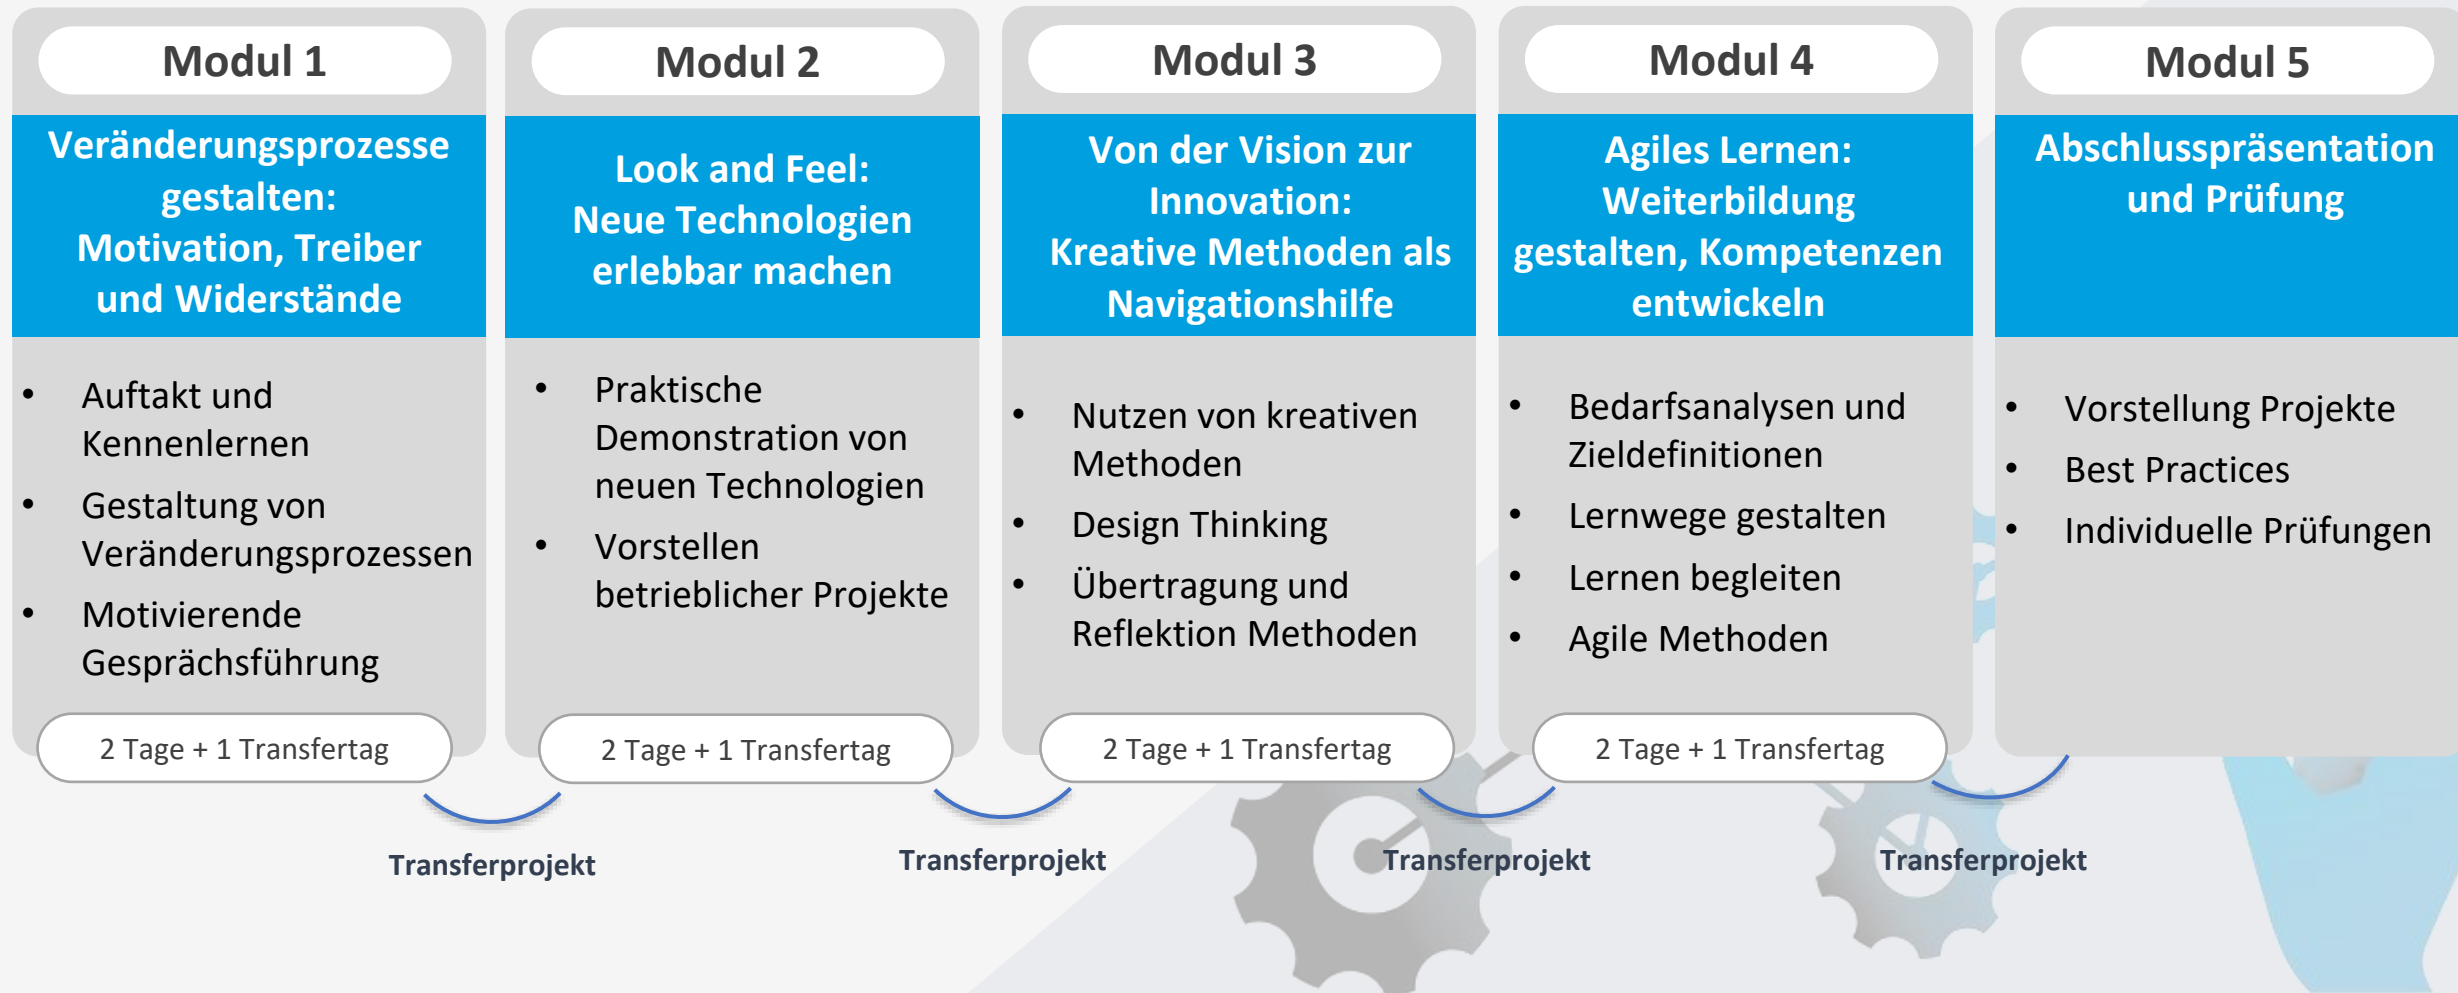 Modul 1
Veränderungsprozesse
gestalten:
Motivation, Treiber
und Widerstände
• Auftakt und
Kennenlernen
• Gestaltung von
Veränderungsprozessen
• Motivierende
Gesprächsführung
2 Tage + 1 Transfertag
Modul 2
Look and Feel:
Neue Technologien
erlebbar machen
• Praktische
Demonstration von
neuen Technologien
• Vorstellen
betrieblicher Projekte
2 Tage + 1 Transfertag
Modul 3
Von der Vision zur
Innovation:
Kreative Methoden als
Navigationshilfe
• Nutzen von kreativen
Methoden
• Design Thinking
• Übertragung und
Reflektion Methoden
2 Tage + 1 Transfertag
Modul 4
Agiles Lernen:
Weiterbildung
gestalten, Kompetenzen
entwickeln
• Bedarfsanalysen und
Zieldefinitionen
• Lernwege gestalten
• Lernen begleiten
• Agile Methoden
2 Tage + 1 Transfertag
Modul 5
Abschlusspräsentation
und Prüfung
• Vorstellung Projekte
• Best Practices
• Individuelle Prüfungen
Transferprojekt
Transferprojekt
Transferprojekt
Transferprojekt